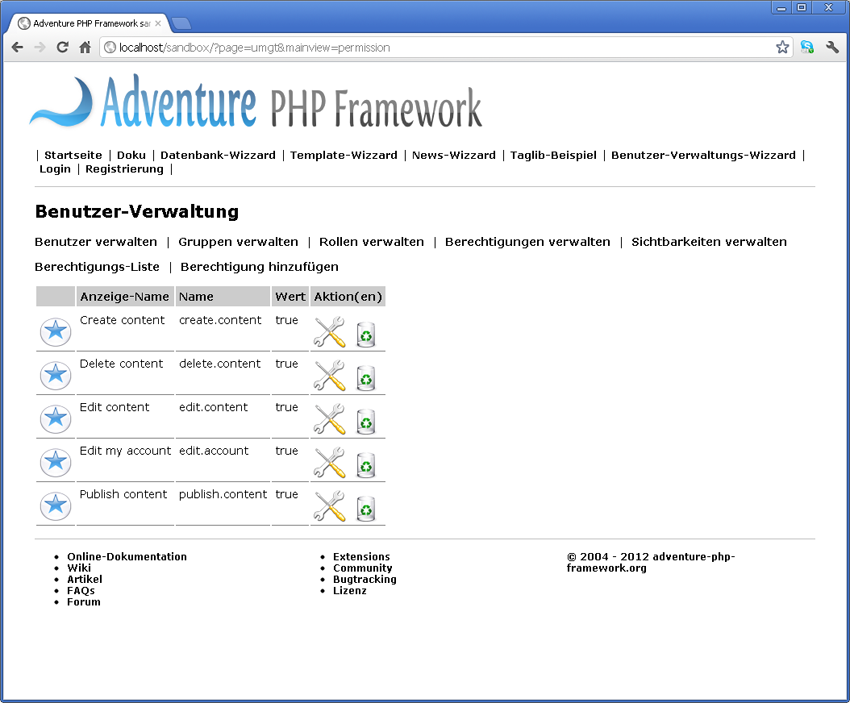 Adventure PHP Framework sa
localhost/sandbox/?page=umgt&mainview=permission
Adventure PHP Framework
| Startseite | Doku | Datenbank-Wizzard | Template-Wizzard | News-Wizzard | Taglib-Beispiel | Benutzer-Verwaltungs-Wizzard |
Login | Registrierung |
Benutzer-Verwaltung
Benutzer verwalten | Gruppen verwalten | Rollen verwalten | Berechtigungen verwalten | Sichtbarkeiten verwalten
Berechtigungs-Liste | Berechtigung hinzufügen
Anzeige-Name Name Wert Aktion(en)
Create content create.content true
Delete content delete.content true
Edit content edit.content true
Edit my account edit.account true
Publish content publish.content true
Online-Dokumentation
Wiki
Artikel
FAQs
Forum
Extensions
Community
Bugtracking
Lizenz
© 2004 - 2012 adventure-php-
framework.org